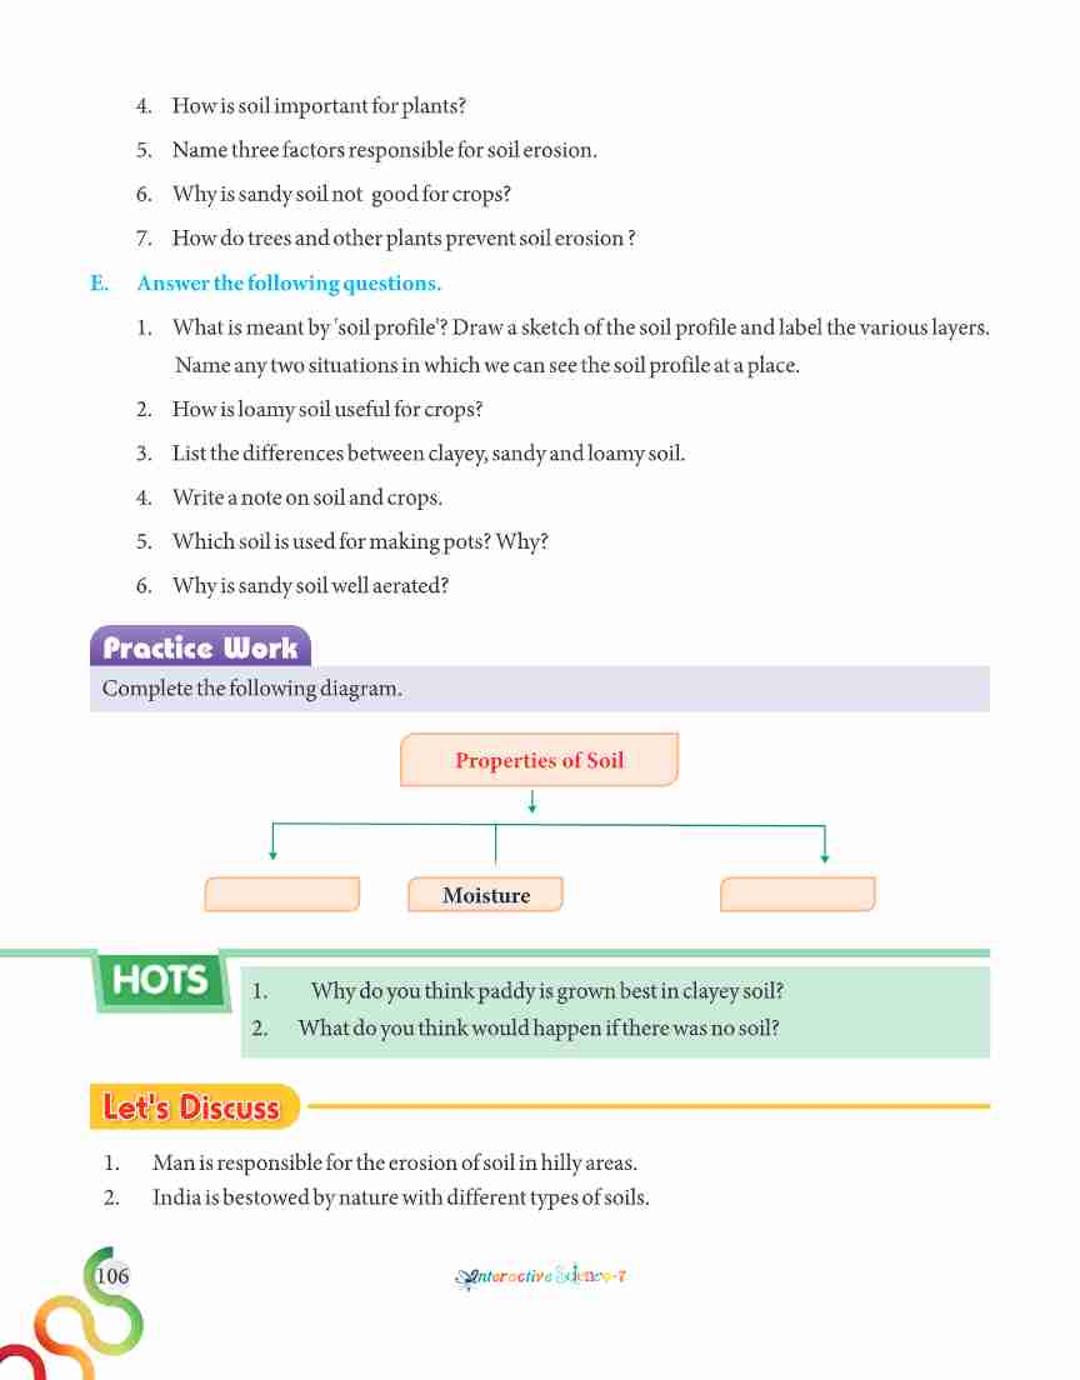 4. How is soil important for plants?
5. Name three factors responsible for soil erosion.
6. Why is sandy soil not good for crops?
7. How do trees and other plants prevent soil erosion ?
E. Answer the following questions.
1. What is meant by 'soil profile'? Draw a sketch of the soil profile and label the various layers.
Name any two situations in which we can see the soil profile at a place.
2. How is loamy soil useful for crops?
3. List the differences between clayey, sandy and loamy soil.
4. Write a note on soil and crops.
5. Which soil is used for making pots? Why?
6. Why is sandy soil well aerated?
Practice Work
Complete the following diagram.
Properties of Soil
Moisture
HOTS
1. Why do you think paddy is grown best in clayey soil?
2. What do you think would happen if there was no soil?
Let's Discuss
1. Man is responsible for the erosion of soil in hilly areas.
2. India is bestowed by nature with different types of soils.
106
Interactive Science-7